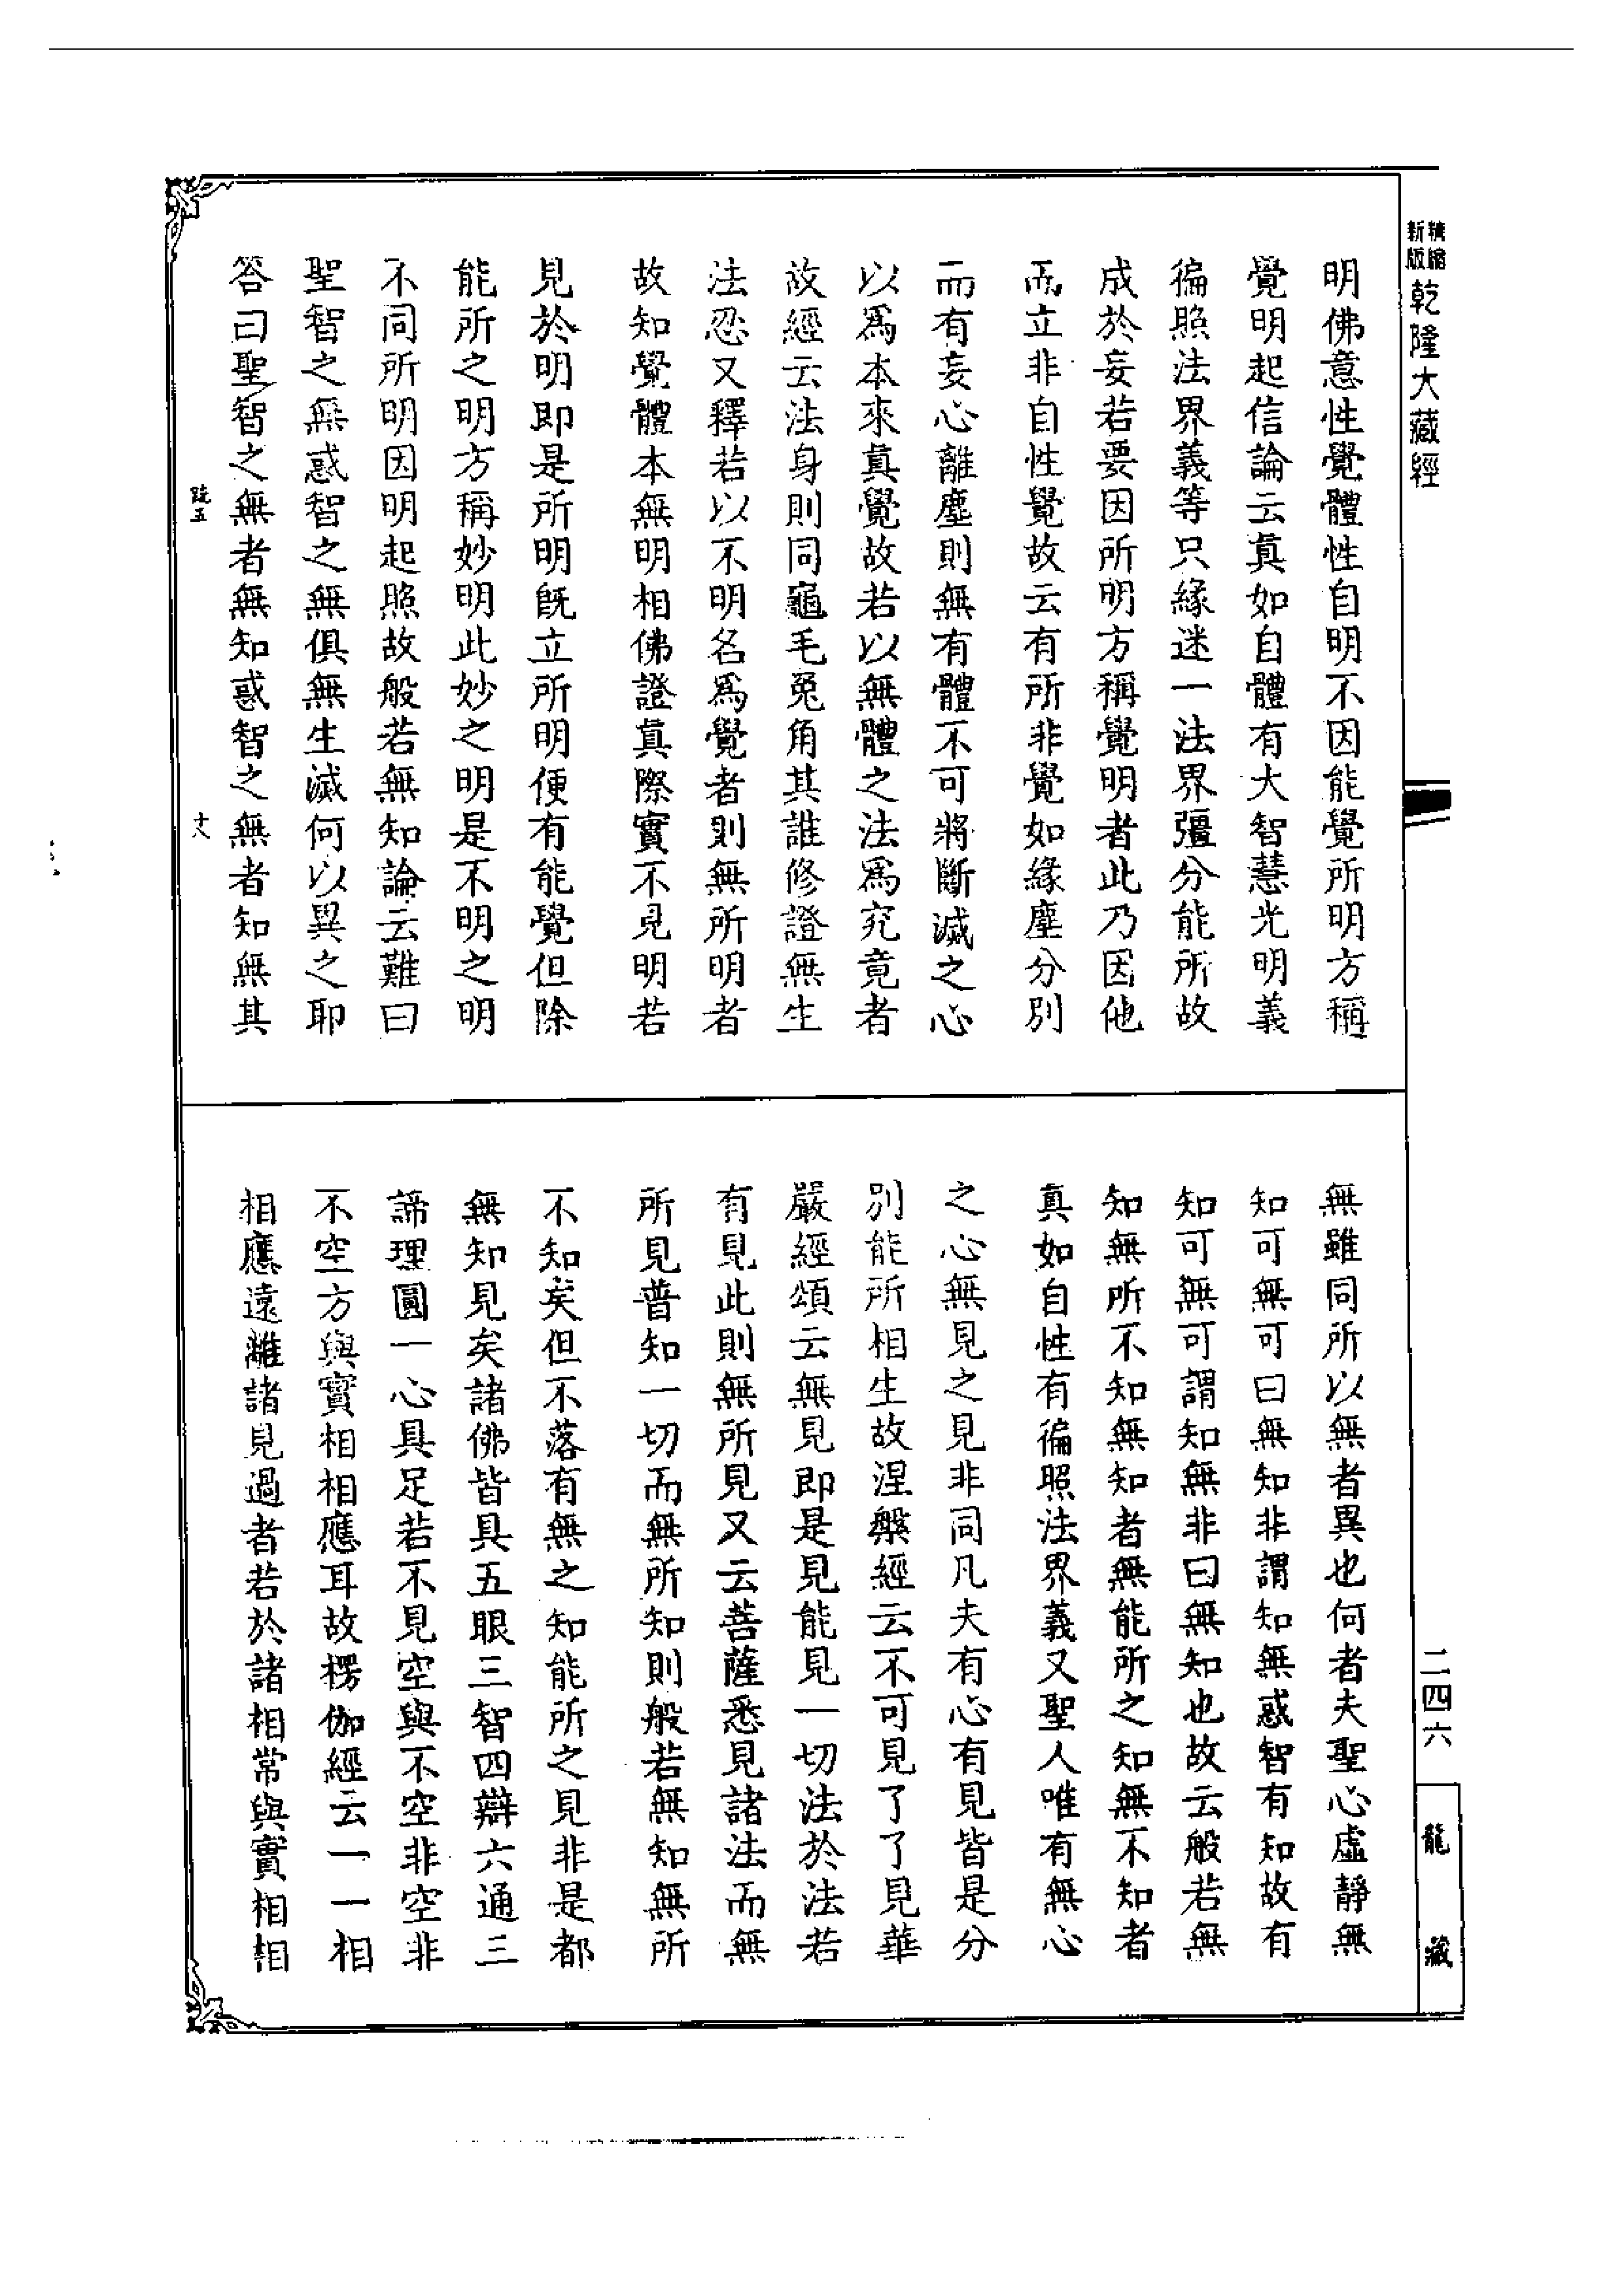 精縮新版 乾隆大藏經
明佛意性覺體性自明不因能覺所明方稱
覺明起信論云真如自體有大智慧光明義
徧照法界義等只緣迷一法界彊分能所故
成於妄若要因所明方稱覺明者此乃因他
而立非自性覺故云有所非覺如緣塵分別
而有妄心離塵則無有體不可將斷滅之心
以爲本來真覺故若以無體之法爲究竟者
故經云法身則同龜毛兔角其誰修證無生
法忍又釋若以不明名爲覺者則無所明者
故知覺體本無明相佛證真際實不見明若
見於明即是所明既立所明便有能覺但除
能所之明方稱妙明此妙之明是不明之明
不同所明因明起照故般若無知論云難曰
聖智之無惑智之無俱無生滅何以異之耶
答曰聖智之無者無知惑智之無者知無其
無雖同所以無者異也何者夫聖心虛靜無
知可無可曰無知非謂知無惑智有知故有
知可無可謂知無非曰無知也故云般若無
知無所不知無知者無能所之知無不知者
真如自性有徧照法界義又聖人唯有無心
之心無見之見非同凡夫有心有見皆是分
別能所相生故涅槃經云不可見了了見華
嚴經頌云無見即是見能見一切法於法若
有見此則無所見又云菩薩悉見諸法而無
所見普知一切而無所知則般若無知無所
不知矣但不落有無之知能所之見非是都
無知見矣諸佛皆具五眼三智四辯六通三
諦理圓一心具足若不見空與不空非空非
不空方與實相相應耳故楞伽經云一一相
相應遠離諸見過者若於諸相常與實相相
二四六
龍藏